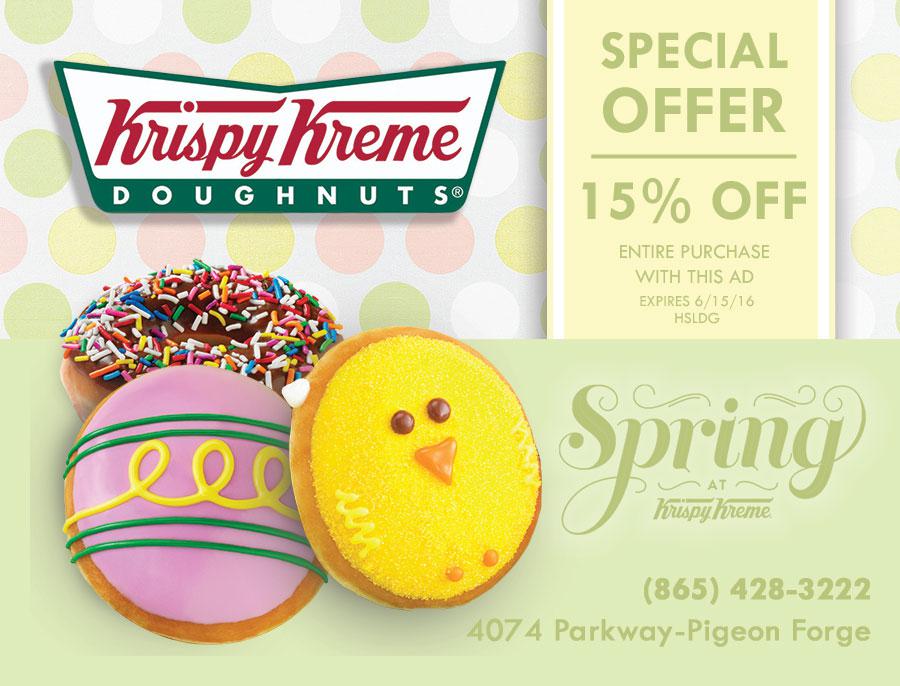 Krispy Kreme
DOUGHNUTS®
SPECIAL
OFFER
15% OFF
ENTIRE PURCHASE
WITH THIS AD
EXPIRES 6/15/16
HSLDG
Spring
AT
Krispy Kreme
(865) 428-3222
4074 Parkway-Pigeon Forge